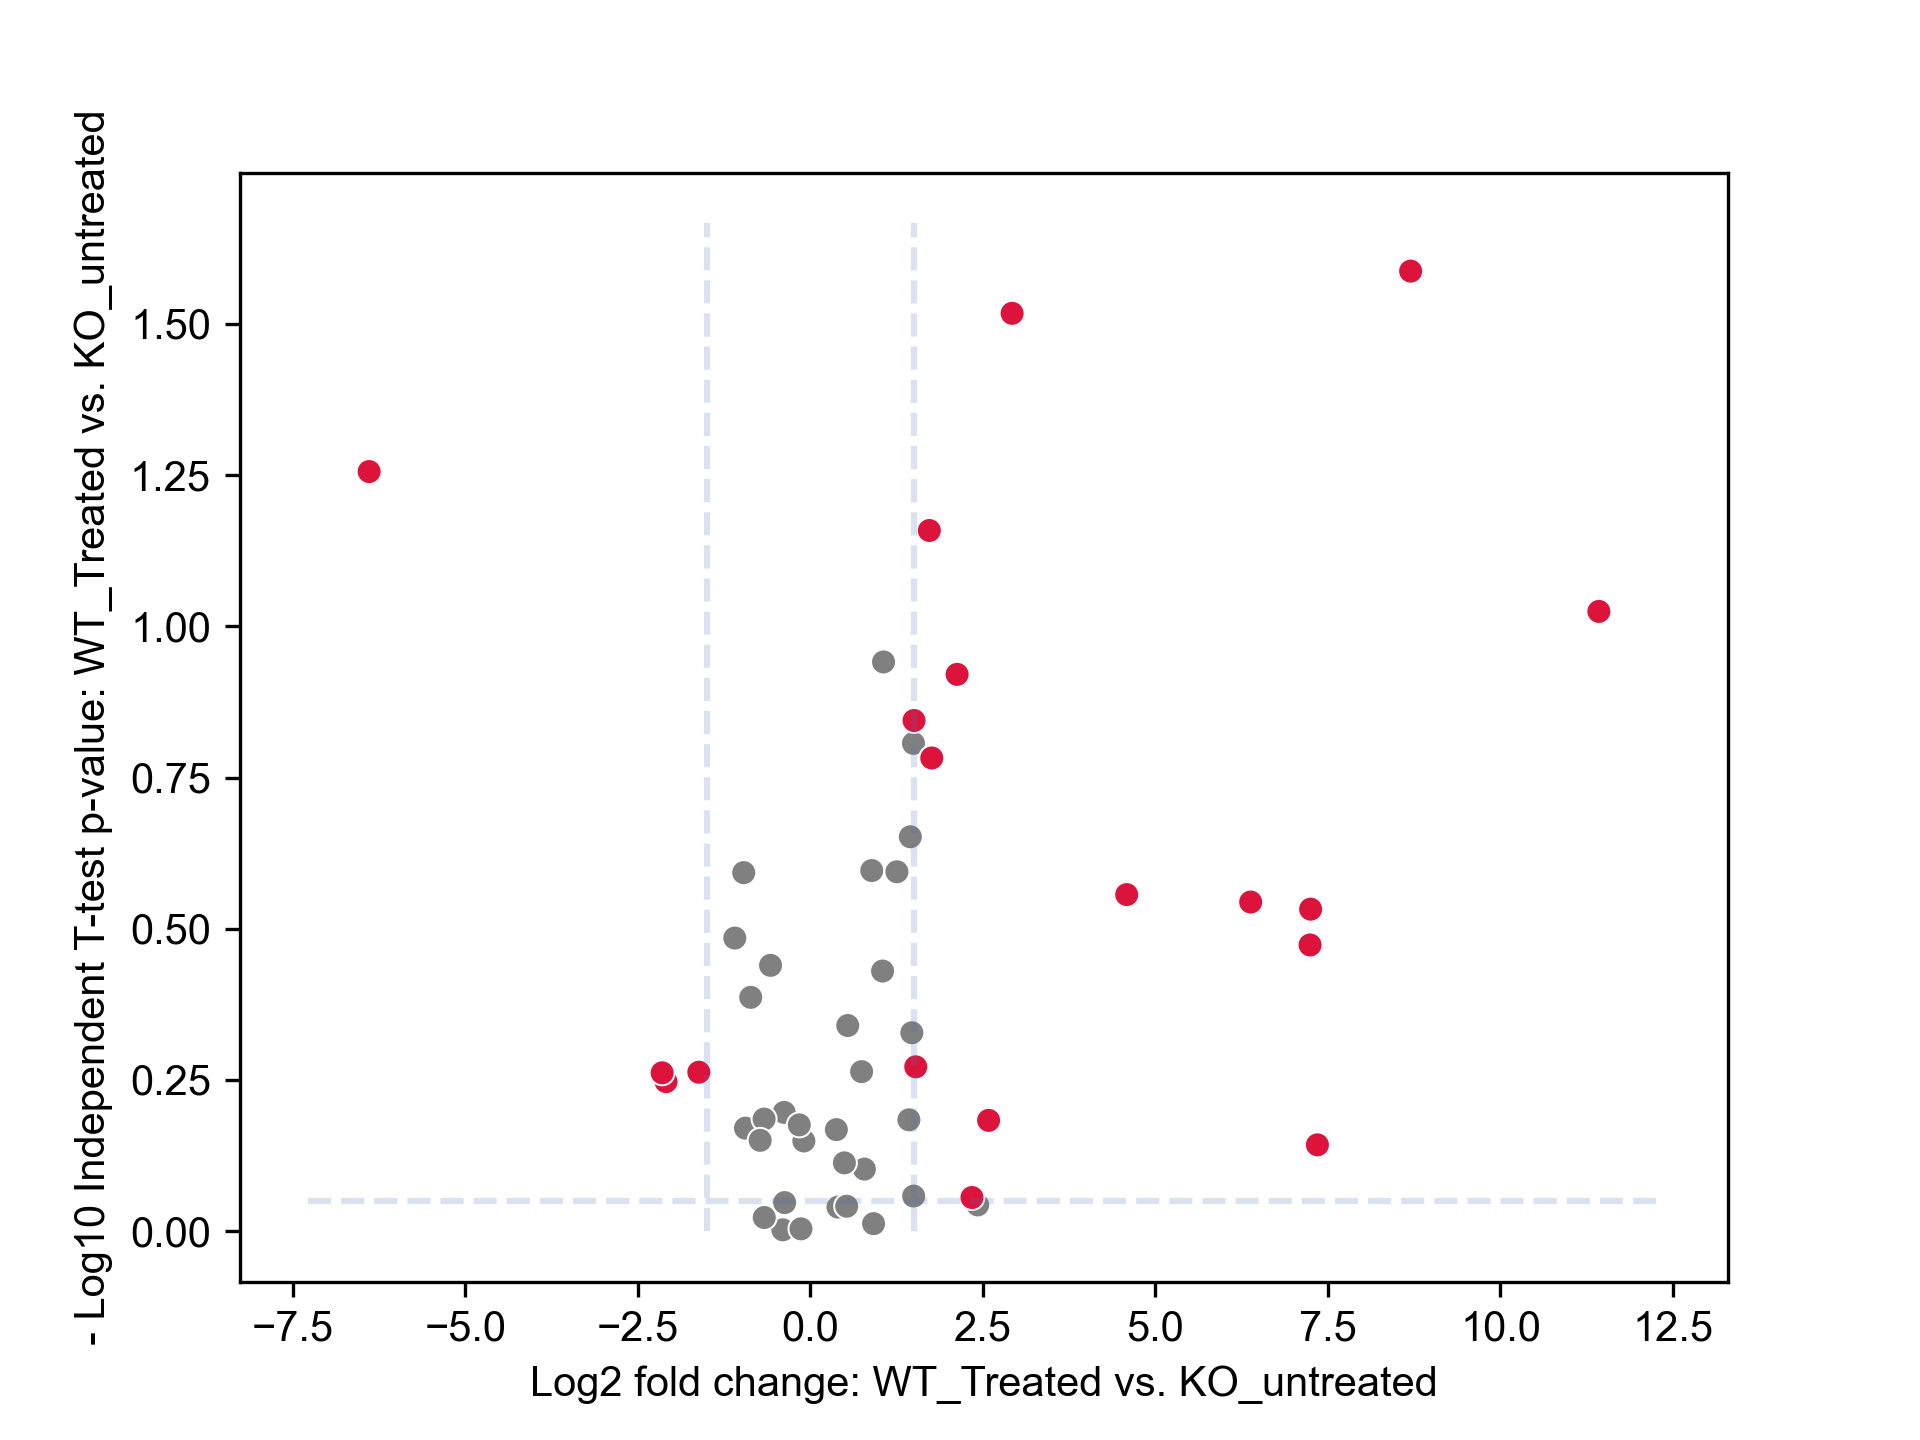 - Log10 Independent T-test p-value: WT_Treated vs. KO_untreated
1.50
1.25
1.00
0.75
0.50
0.25
0.00
−7.5 −5.0 −2.5 0.0 2.5 5.0 7.5 10.0 12.5
Log2 fold change: WT_Treated vs. KO_untreated